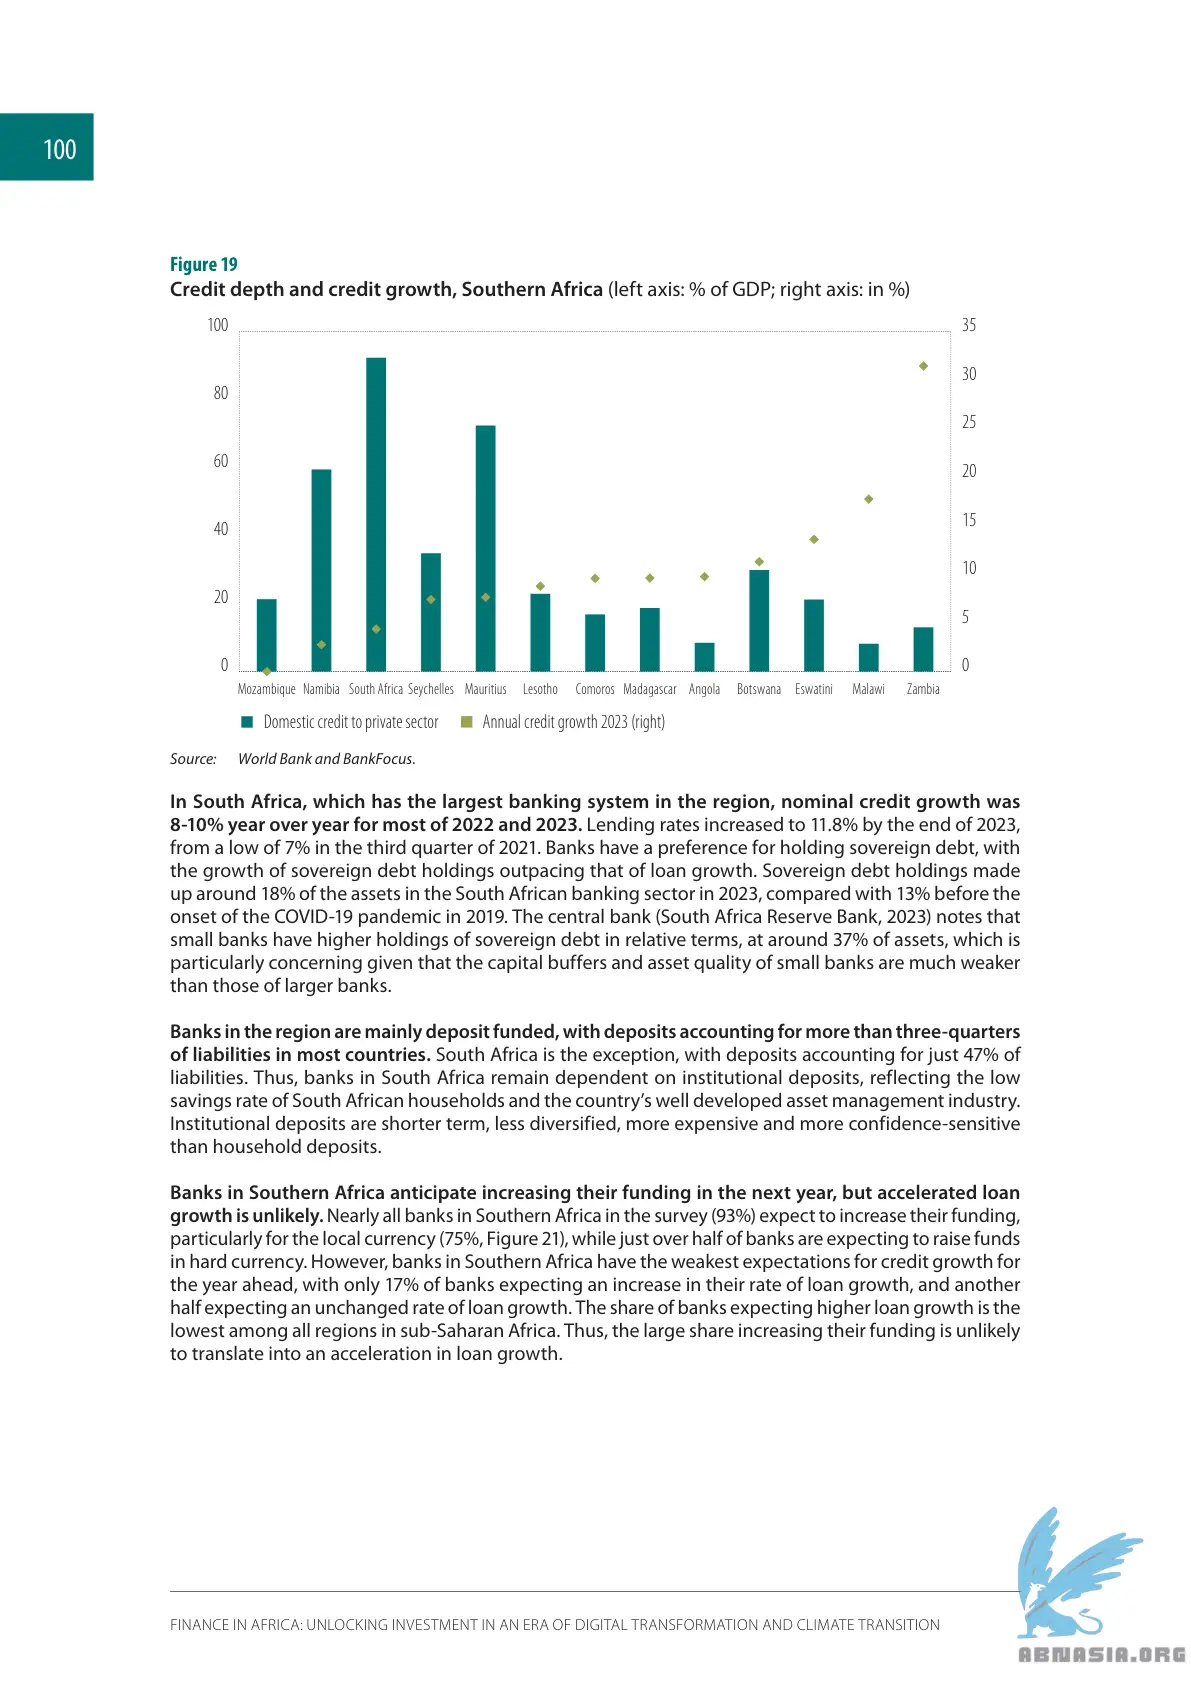 100
Figure 19
Credit depth and credit growth, Southern Africa (left axis: % of GDP; right axis: in %)
100
80
60
40
20
0
35
30
25
20
15
10
5
0
Mozambique Namibia South Africa Seychelles Mauritius Lesotho Comoros Madagascar Angola Botswana Eswatini Malawi Zambia
Domestic credit to private sector Annual credit growth 2023 (right)
Source: World Bank and BankFocus.
In South Africa, which has the largest banking system in the region, nominal credit growth was
8-10% year over year for most of 2022 and 2023. Lending rates increased to 11.8% by the end of 2023,
from a low of 7% in the third quarter of 2021. Banks have a preference for holding sovereign debt, with
the growth of sovereign debt holdings outpacing that of loan growth. Sovereign debt holdings made
up around 18% of the assets in the South African banking sector in 2023, compared with 13% before the
onset of the COVID-19 pandemic in 2019. The central bank (South Africa Reserve Bank, 2023) notes that
small banks have higher holdings of sovereign debt in relative terms, at around 37% of assets, which is
particularly concerning given that the capital buffers and asset quality of small banks are much weaker
than those of larger banks.
Banks in the region are mainly deposit funded, with deposits accounting for more than three-quarters
of liabilities in most countries. South Africa is the exception, with deposits accounting for just 47% of
liabilities. Thus, banks in South Africa remain dependent on institutional deposits, reflecting the low
savings rate of South African households and the country's well developed asset management industry.
Institutional deposits are shorter term, less diversified, more expensive and more confidence-sensitive
than household deposits.
Banks in Southern Africa anticipate increasing their funding in the next year, but accelerated loan
growth is unlikely. Nearly all banks in Southern Africa in the survey (93%) expect to increase their funding,
particularly for the local currency (75%, Figure 21), while just over half of banks are expecting to raise funds
in hard currency. However, banks in Southern Africa have the weakest expectations for credit growth for
the year ahead, with only 17% of banks expecting an increase in their rate of loan growth, and another
half expecting an unchanged rate of loan growth. The share of banks expecting higher loan growth is the
lowest among all regions in sub-Saharan Africa. Thus, the large share increasing their funding is unlikely
to translate into an acceleration in loan growth.
FINANCE IN AFRICA: UNLOCKING INVESTMENT IN AN ERA OF DIGITAL TRANSFORMATION AND CLIMATE TRANSITION
ABNASIA.ORG